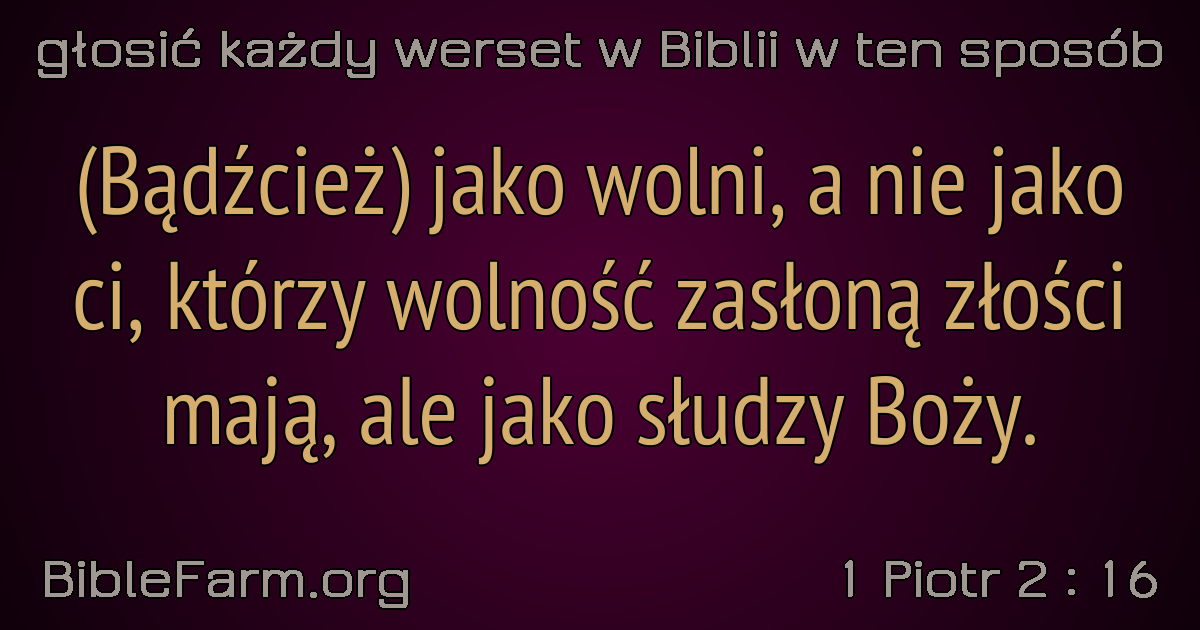 głosić każdy werset w Biblii w ten sposób
(Bądźcież) jako wolni, a nie jako
ci, którzy wolność zasłoną złości
mają, ale jako słudzy Boży.
BibleFarm.org
1 Piotr 2 : 16